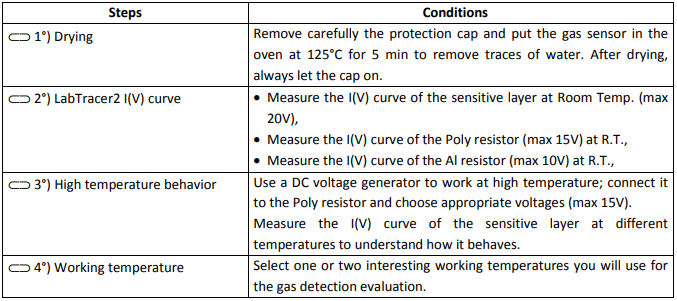 Steps
Conditions
⊂⊃ 1°) Drying
Remove carefully the protection cap and put the gas sensor in the
oven at 125°C for 5 min to remove traces of water. After drying,
always let the cap on.
⊂⊃ 2°) LabTracer2 I(V) curve
• Measure the I(V) curve of the sensitive layer at Room Temp. (max
20V),
• Measure the I(V) curve of the Poly resistor (max 15V) at R.T.,
• Measure the I(V) curve of the Al resistor (max 10V) at R.T.,
⊂⊃ 3°) High temperature behavior
Use a DC voltage generator to work at high temperature; connect it
to the Poly resistor and choose appropriate voltages (max 15V).
Measure the I(V) curve of the sensitive layer at different
temperatures to understand how it behaves.
⊂⊃ 4°) Working temperature
Select one or two interesting working temperatures you will use for
the gas detection evaluation.